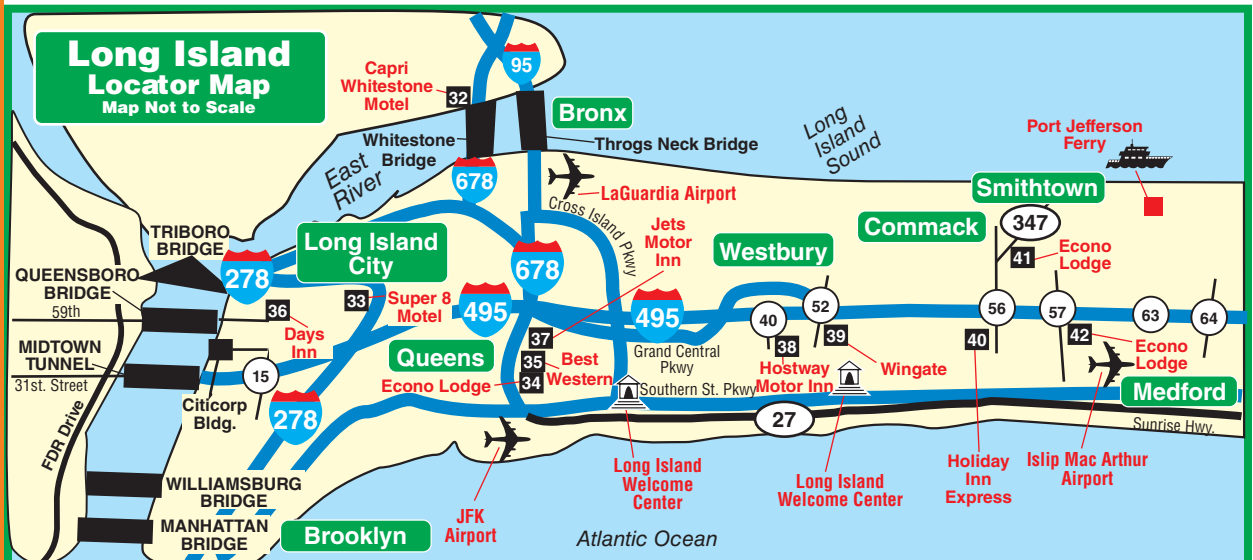 Long Island
Locator Map
Map Not to Scale
Capri
Whitestone
Motel
32
95
Bronx
Whitestone
Bridge
Throgs Neck Bridge
Long
Island
Sound
Port Jefferson
Ferry
East
River
678
LaGuardia Airport
Cross Island Pkwy
Smithtown
347
Commack
41
Econo
Lodge
Jets
Motor
Inn
Westbury
TRIBORO
BRIDGE
Long Island
City
278
678
QUEENSBORO
BRIDGE
59th
36
Days
Inn
33
Super 8
Motel
495
495
40
52
56
57
63
64
MIDTOWN
TUNNEL
31st. Street
15
Citicorp
Bldg.
278
Queens
37
35
Best
Western
Econo Lodge
34
Grand Central
Pkwy
38
Hostway
Motor Inn
39
Wingate
40
42
Econo
Lodge
Southern St. Pkwy
27
Medford
Sunrise Hwy.
FDR Drive
WILLIAMSBURG
BRIDGE
MANHATTAN
BRIDGE
Brooklyn
JFK
Airport
Long Island
Welcome
Center
Long Island
Welcome Center
Holiday
Inn
Express
Islip Mac Arthur
Airport
Atlantic Ocean